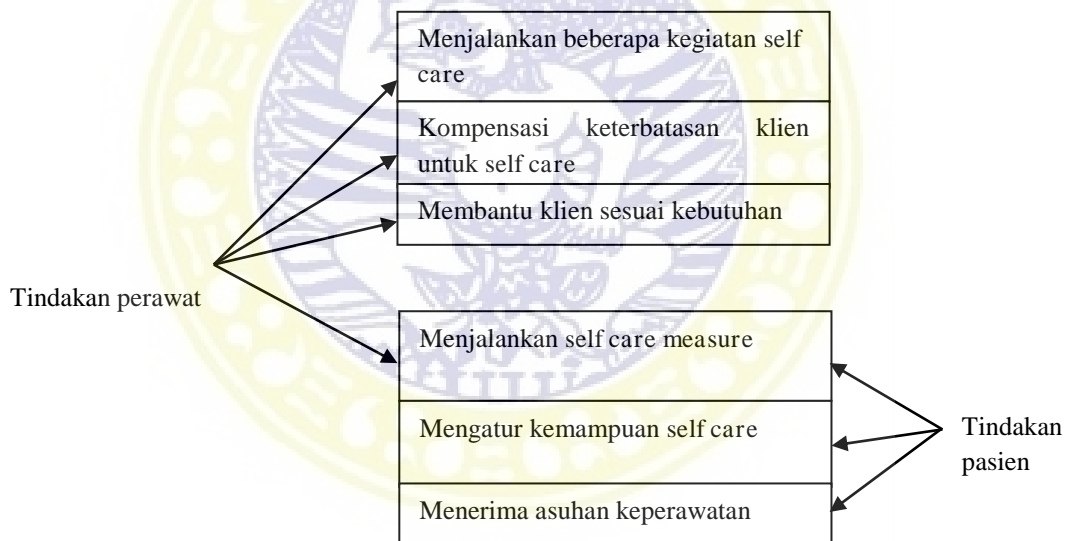 Menjalankan beberapa kegiatan self
care
Kompensasi keterbatasan klien
untuk self care
Membantu klien sesuai kebutuhan
Tindakan perawat
Menjalankan self care measure
Mengatur kemampuan self care
Menerima asuhan keperawatan
Tindakan
pasien